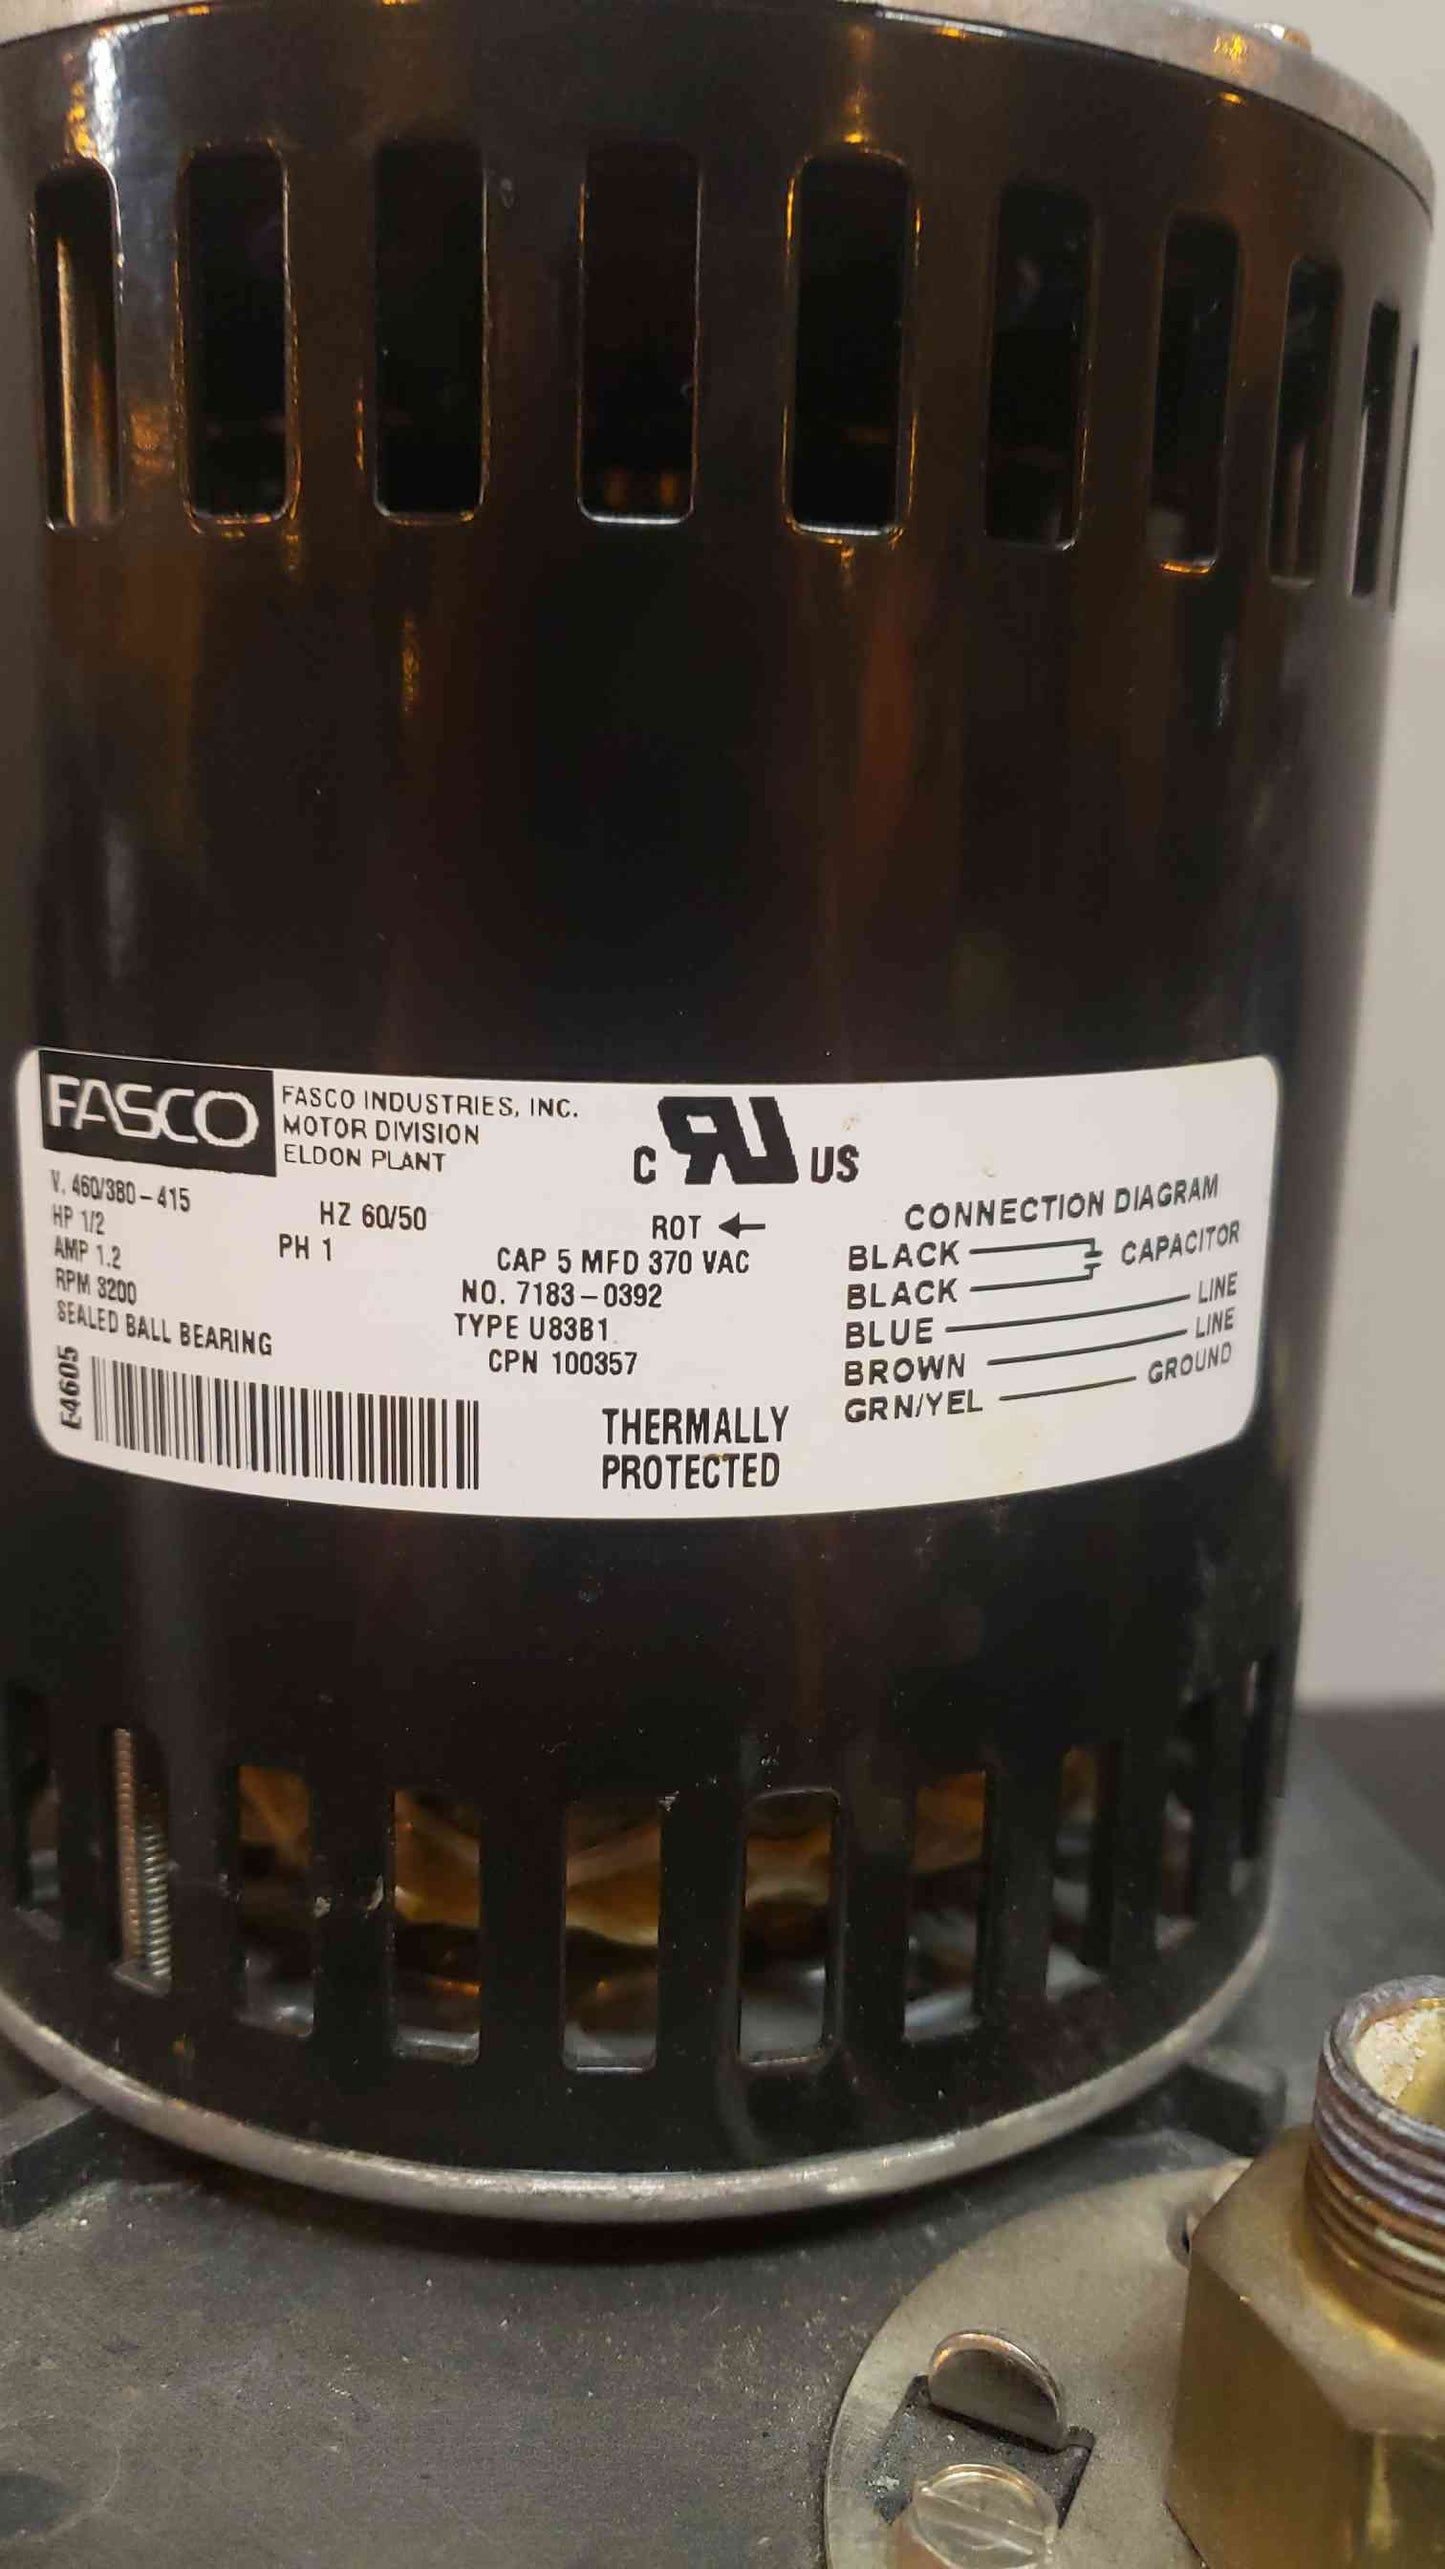 FASCO
FASCO INDUSTRIES, INC.
MOTOR DIVISION
ELDON PLANT
C RU US
V. 460/380-415
HZ 60/50
HP 1/2
PH 1
AMP 1.2
RPM 3200
SEALED BALL BEARING
E4605
ROT ←
CAP 5 MFD 370 VAC
NO. 7183-0392
TYPE U83B1
CPN 100357
THERMALLY
PROTECTED
CONNECTION DIAGRAM
BLACK CAPACITOR
BLACK
BLUE LINE
BROWN LINE
GRN/YEL GROUND